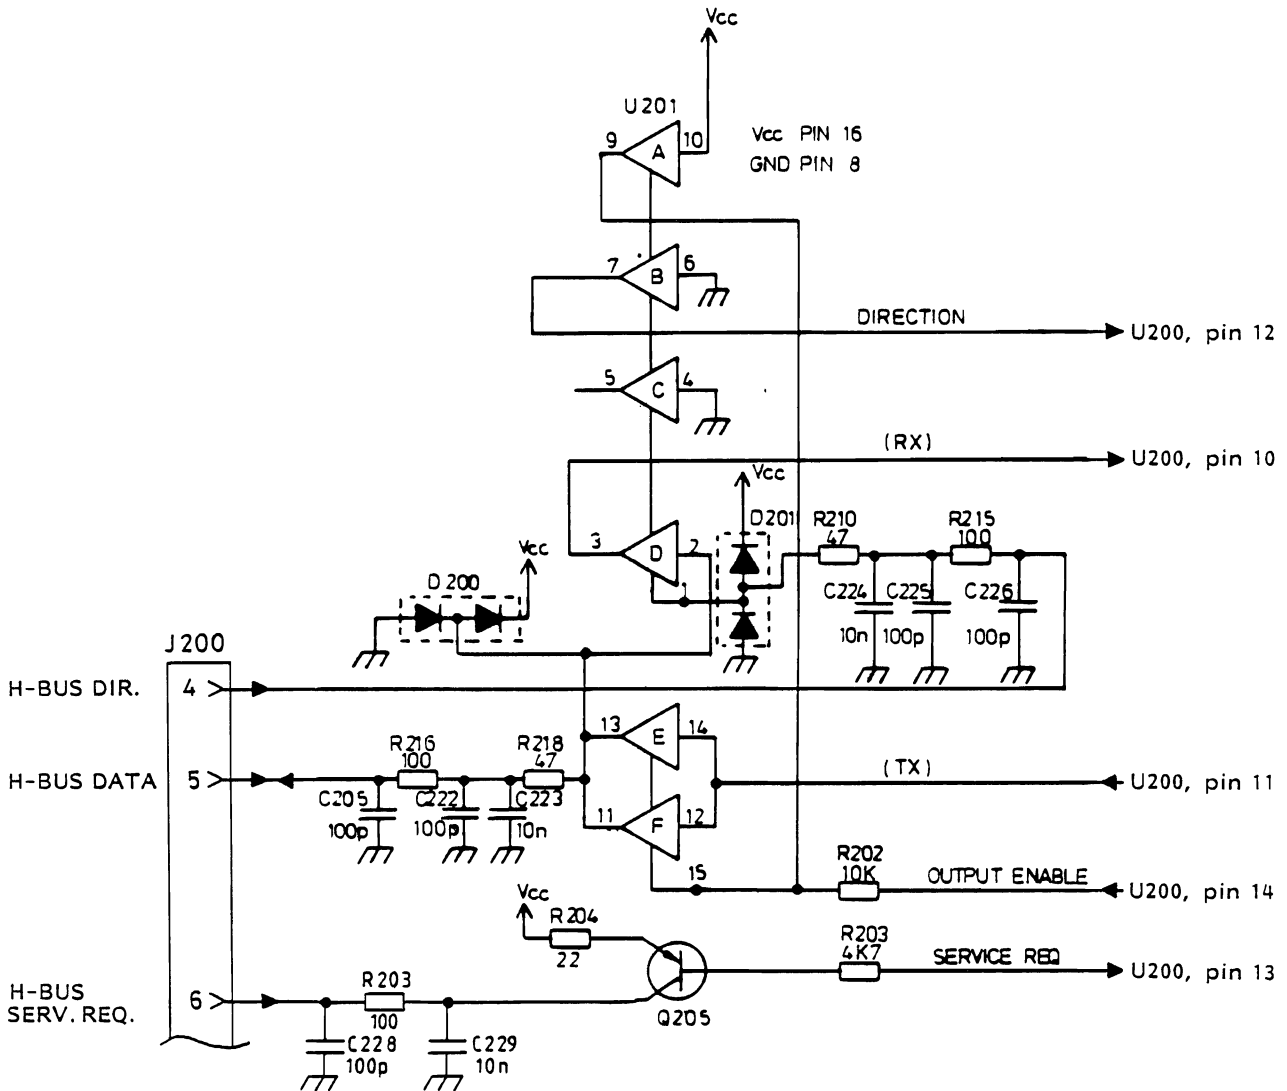 Vcc
U201
9 A 10
Vcc PIN 16
GND PIN 8
7 B 6
DIRECTION
U200, pin 12
5 C 4
(RX)
U200, pin 10
Vcc
D201
R210
47
R215
100
3 D 2
1
Vcc
D200
C224
10n
C225
100p
C226
100p
J200
H-BUS DIR.
4
13 E 14
R216
100
R218
47
H-BUS DATA
5
(TX)
U200, pin 11
C205
100p
C222
100p
C223
10n
11 F 12
15
R202
10K
OUTPUT ENABLE
U200, pin 14
Vcc
R204
22
R203
4K7
SERVICE REQ
U200, pin 13
H-BUS
SERV. REQ.
6
R203
100
Q205
C228
100p
C229
10n